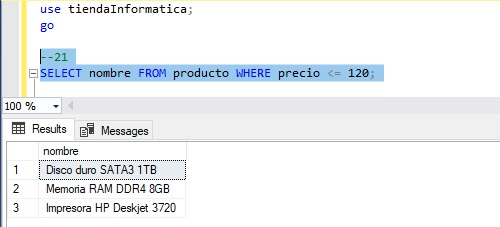 use tiendaInformatica;
go
--21
SELECT nombre FROM producto WHERE precio <= 120;
100 %
Results Messages
nombre
1 Disco duro SATA3 1TB
2 Memoria RAM DDR4 8GB
3 Impresora HP Deskjet 3720